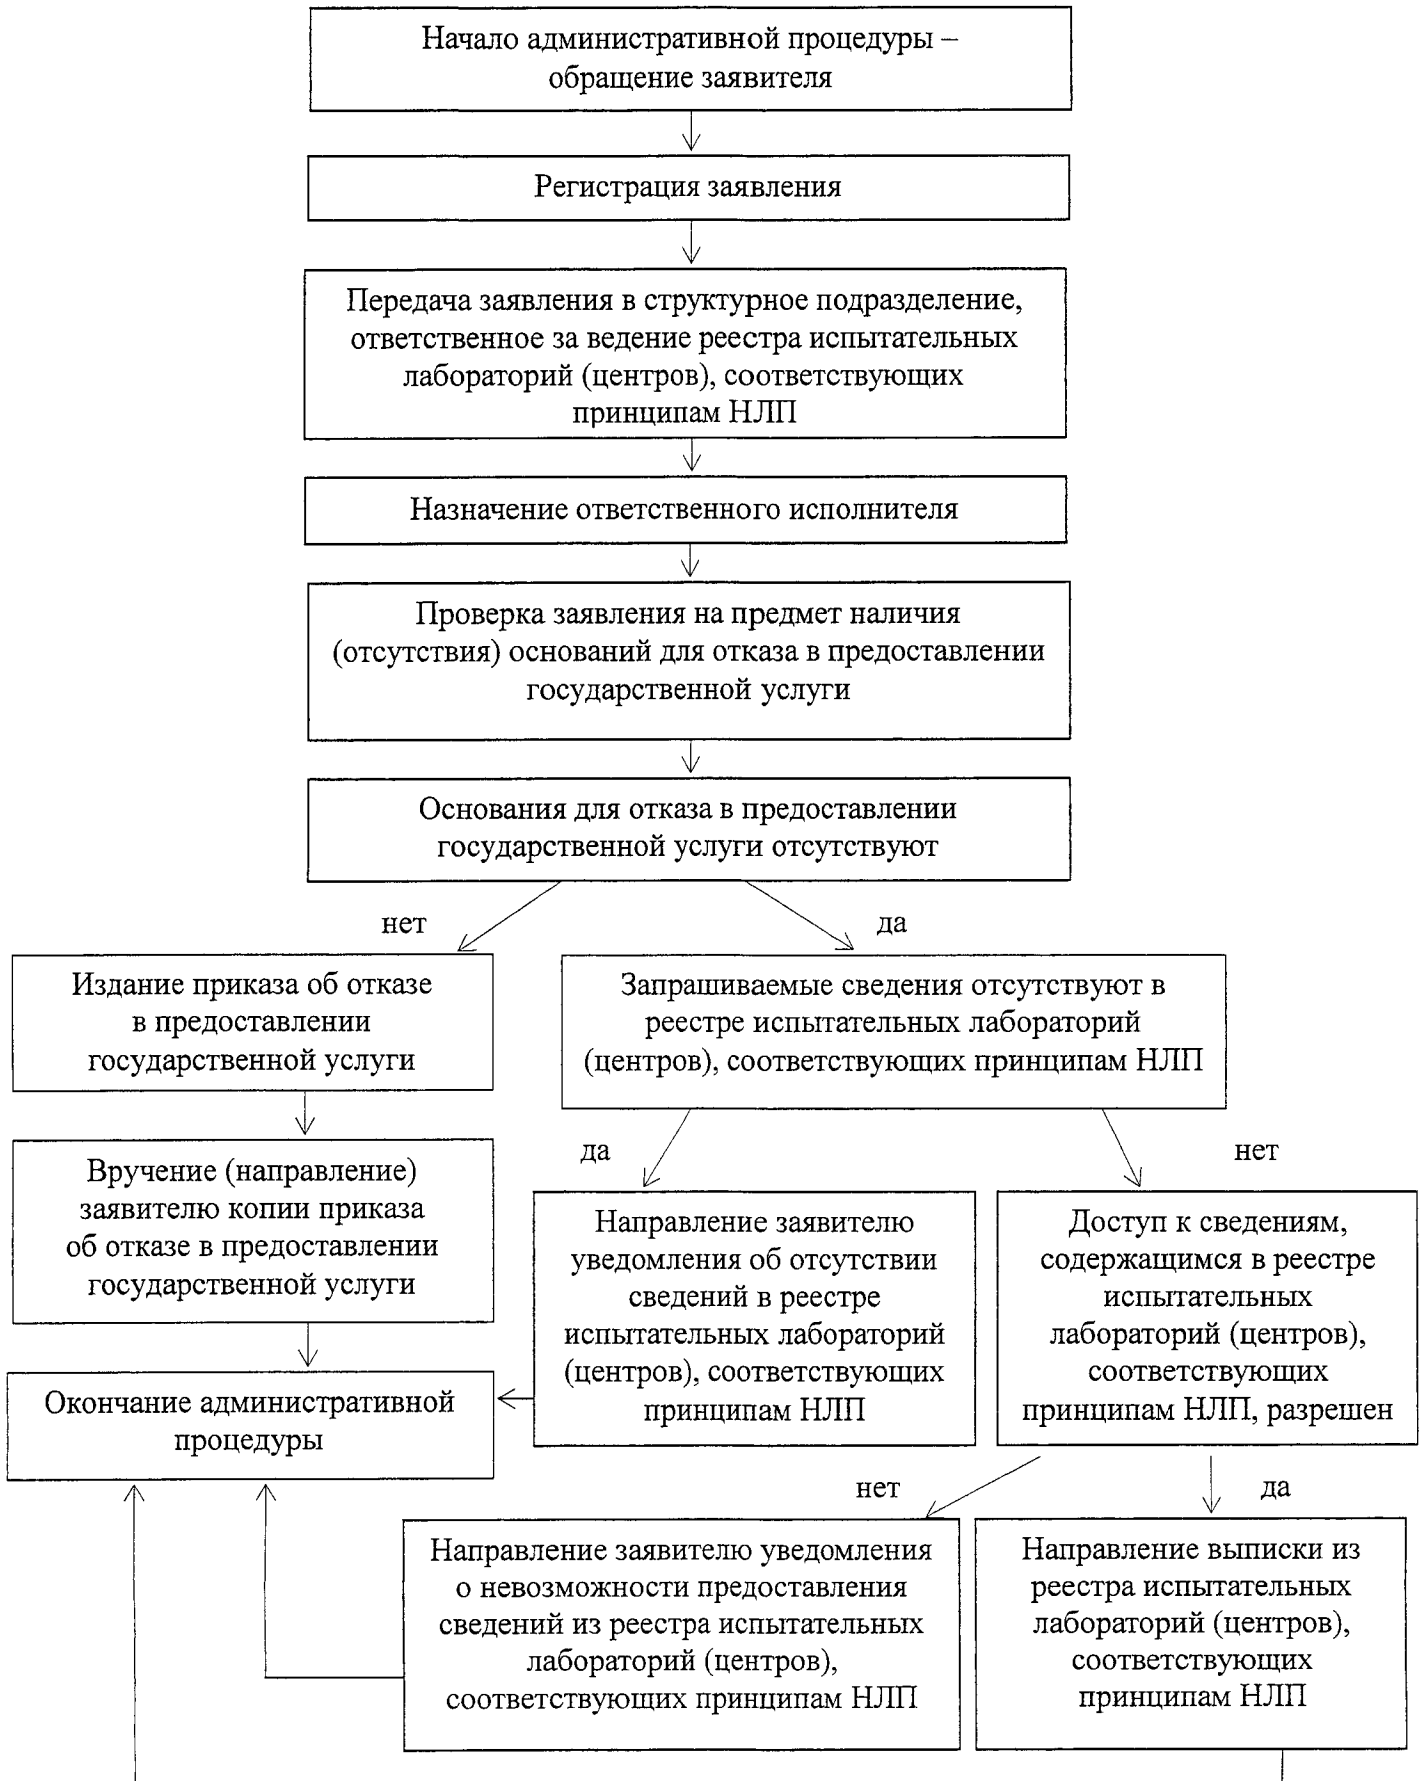 Начало административной процедуры –
обращение заявителя
Регистрация заявления
Передача заявления в структурное подразделение,
ответственное за ведение реестра испытательных
лабораторий (центров), соответствующих
принципам НЛП
Назначение ответственного исполнителя
Проверка заявления на предмет наличия
(отсутствия) оснований для отказа в предоставлении
государственной услуги
Основания для отказа в предоставлении
государственной услуги отсутствуют
нет
да
Издание приказа об отказе
в предоставлении
государственной услуги
Запрашиваемые сведения отсутствуют в
реестре испытательных лабораторий
(центров), соответствующих принципам НЛП
да
нет
Вручение (направление)
заявителю копии приказа
об отказе в предоставлении
государственной услуги
Направление заявителю
уведомления об отсутствии
сведений в реестре
испытательных лабораторий
(центров), соответствующих
принципам НЛП
Доступ к сведениям,
содержащимся в реестре
испытательных
лабораторий (центров),
соответствующих
принципам НЛП, разрешен
Окончание административной
процедуры
нет
да
Направление заявителю уведомления
о невозможности предоставления
сведений из реестра испытательных
лабораторий (центров),
соответствующих принципам НЛП
Направление выписки из
реестра испытательных
лабораторий (центров),
соответствующих
принципам НЛП